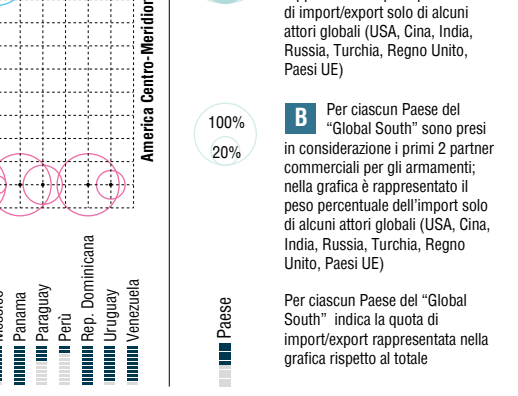 di import/export solo di alcuni
attori globali (USA, Cina, India,
Russia, Turchia, Regno Unito,
Paesi UE)
America Centro-Meridion
100%
20%
B Per ciascun Paese del
“Global South” sono presi
in considerazione i primi 2 partner
commerciali per gli armamenti;
nella grafica è rappresentato il
peso percentuale dell’import solo
di alcuni attori globali (USA, Cina,
India, Russia, Turchia, Regno
Unito, Paesi UE)
Panama
Paraguay
Perù
Rep. Dominicana
Uruguay
Venezuela
Paese
Per ciascun Paese del “Global
South” indica la quota di
import/export rappresentata nella
grafica rispetto al totale